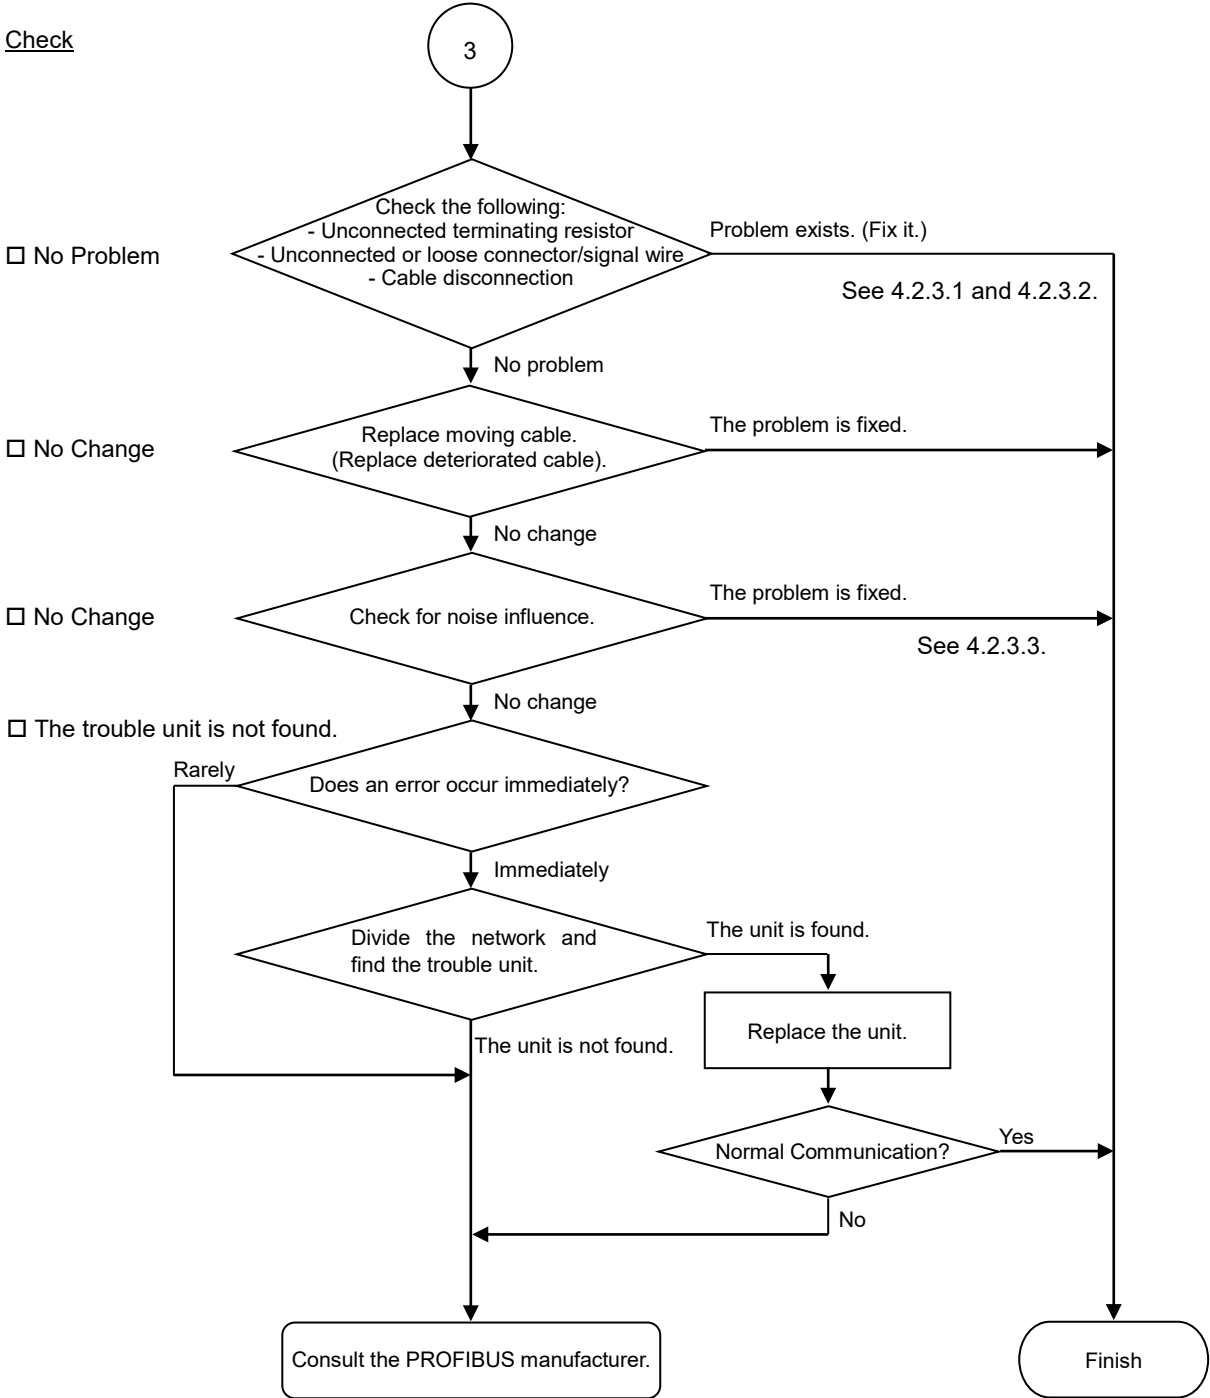 Check
3
Check the following:
- Unconnected terminating resistor
- Unconnected or loose connector/signal wire
- Cable disconnection
Problem exists. (Fix it.)
☐ No Problem
See 4.2.3.1 and 4.2.3.2.
No problem
Replace moving cable.
(Replace deteriorated cable).
The problem is fixed.
☐ No Change
No change
Check for noise influence.
The problem is fixed.
☐ No Change
See 4.2.3.3.
No change
☐ The trouble unit is not found.
Rarely
Does an error occur immediately?
Immediately
Divide the network and
find the trouble unit.
The unit is found.
Replace the unit.
The unit is not found.
Normal Communication?
Yes
No
Consult the PROFIBUS manufacturer.
Finish